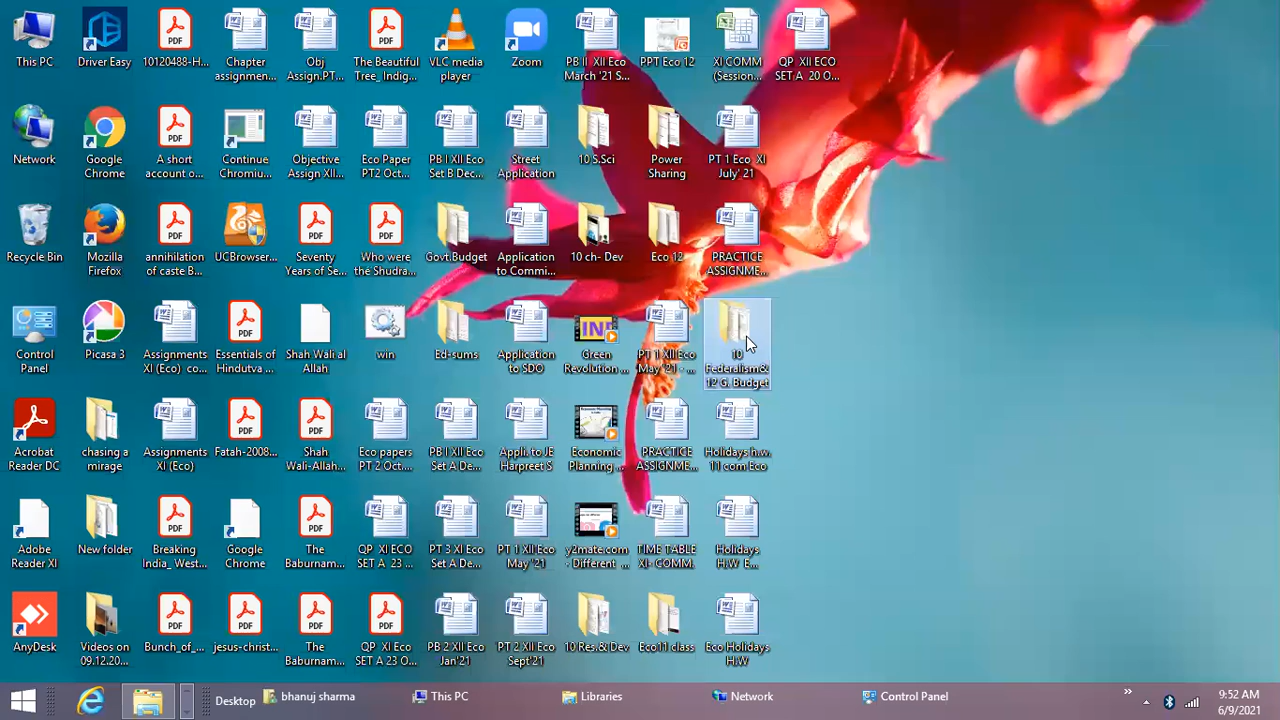 This PC
Driver Easy
10120488-H...
Chapter
assignmen...
Obj
Assign.PT...
The Beautiful
Tree_ Indig...
VLC media
player
Zoom
PB II XII Eco
March '21 S...
PPT Eco 12
XI COMM
(Session...
QP XII ECO
SET A 20 O...
Network
Google
Chrome
A short
account o...
Continue
Chromiu...
Objective
Assign XII...
Eco Paper
PT2 Oct...
PB I XII Eco
Set B Dec...
Street
Application
10 S.Sci
Power
Sharing
PT 1 Eco XI
July' 21
Recycle Bin
Mozilla
Firefox
annihilation
of caste B...
UCBrowser...
Seventy
Years of Se...
Who were
the Shudra...
Govt.Budget
Application
to Commi...
10 ch- Dev
Eco 12
PRACTICE
ASSIGNME...
Control
Panel
Picasa 3
Assignments
XI (Eco) co...
Essentials of
Hindutva ...
Shah Wali al
Allah
win
Ed-sums
Application
to SDO
Green
Revolution ...
PT 1 XII Eco
May '21 - ...
10
Federalism&
12 G. Budget
Acrobat
Reader DC
chasing a
mirage
Assignments
XI (Eco)
Fatah-2008...
Shah
Wali-Allah...
Eco papers
PT 2 Oct...
PB II XII Eco
Set A De...
Appli. to JE
Harpreet S
Economic
Planning ...
PRACTICE
ASSIGNME...
Holidays h.w.
11 com Eco
Adobe
Reader XI
New folder
Breaking
India_ West...
Google
Chrome
The
Baburnam...
QP XI ECO
SET A 23 ...
PT 3 XI Eco
Set A De...
PT 1 XII Eco
May '21
y2mate.com
- Different ...
TIME TABLE
XI- COMM.
Holidays
H.W E...
AnyDesk
Videos on
09.12.20...
Bunch_of_...
jesus-christ...
The
Baburnam...
QP XI ECO
SET A 23 O...
PB 2 XII Eco
Jan'21
PT 2 XII Eco
Sept'21
10 Res.& Dev
Eco11 class
Eco Holidays
H.W
Desktop
bhanuj sharma
This PC
Libraries
Network
Control Panel
»
9:52 AM
6/9/2021